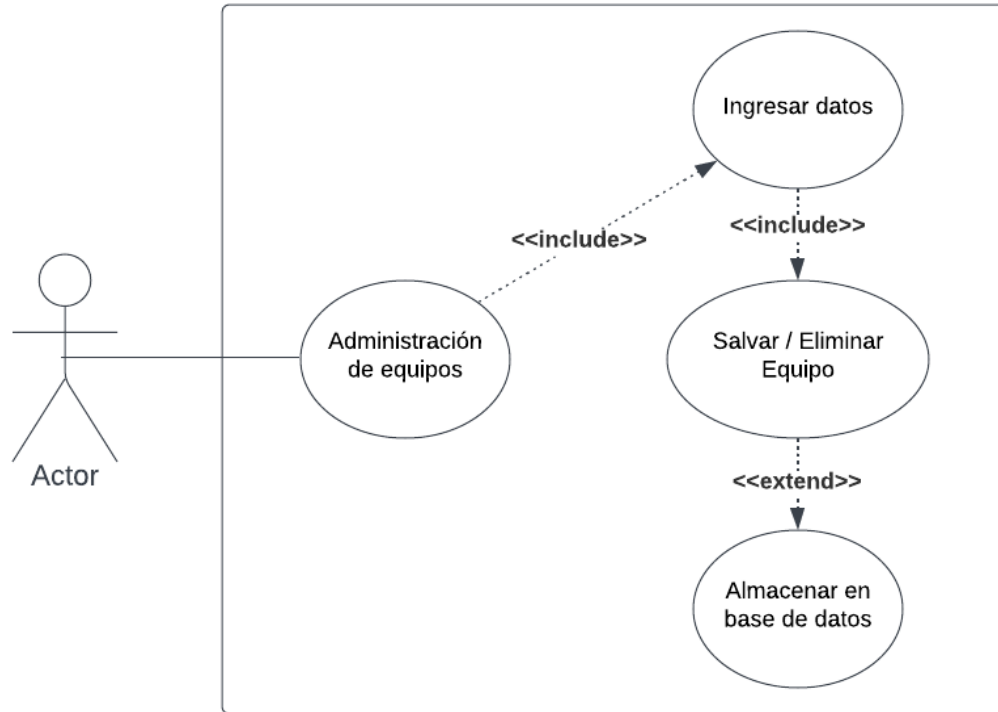 Ingresar datos
<<include>>
<<include>>
Administración
de equipos
Salvar / Eliminar
Equipo
Actor
<<extend>>
Almacenar en
base de datos